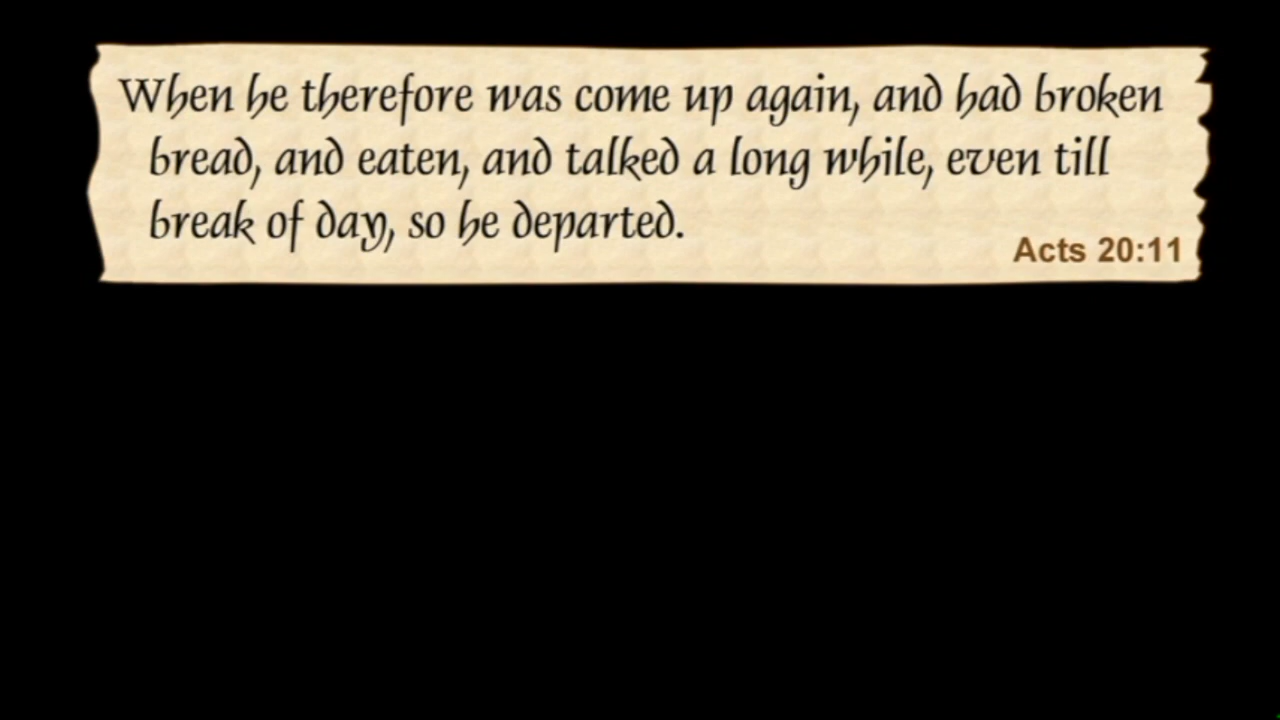 When he therefore was come up again, and had broken
bread, and eaten, and talked a long while, even till
break of day, so he departed.
Acts 20:11